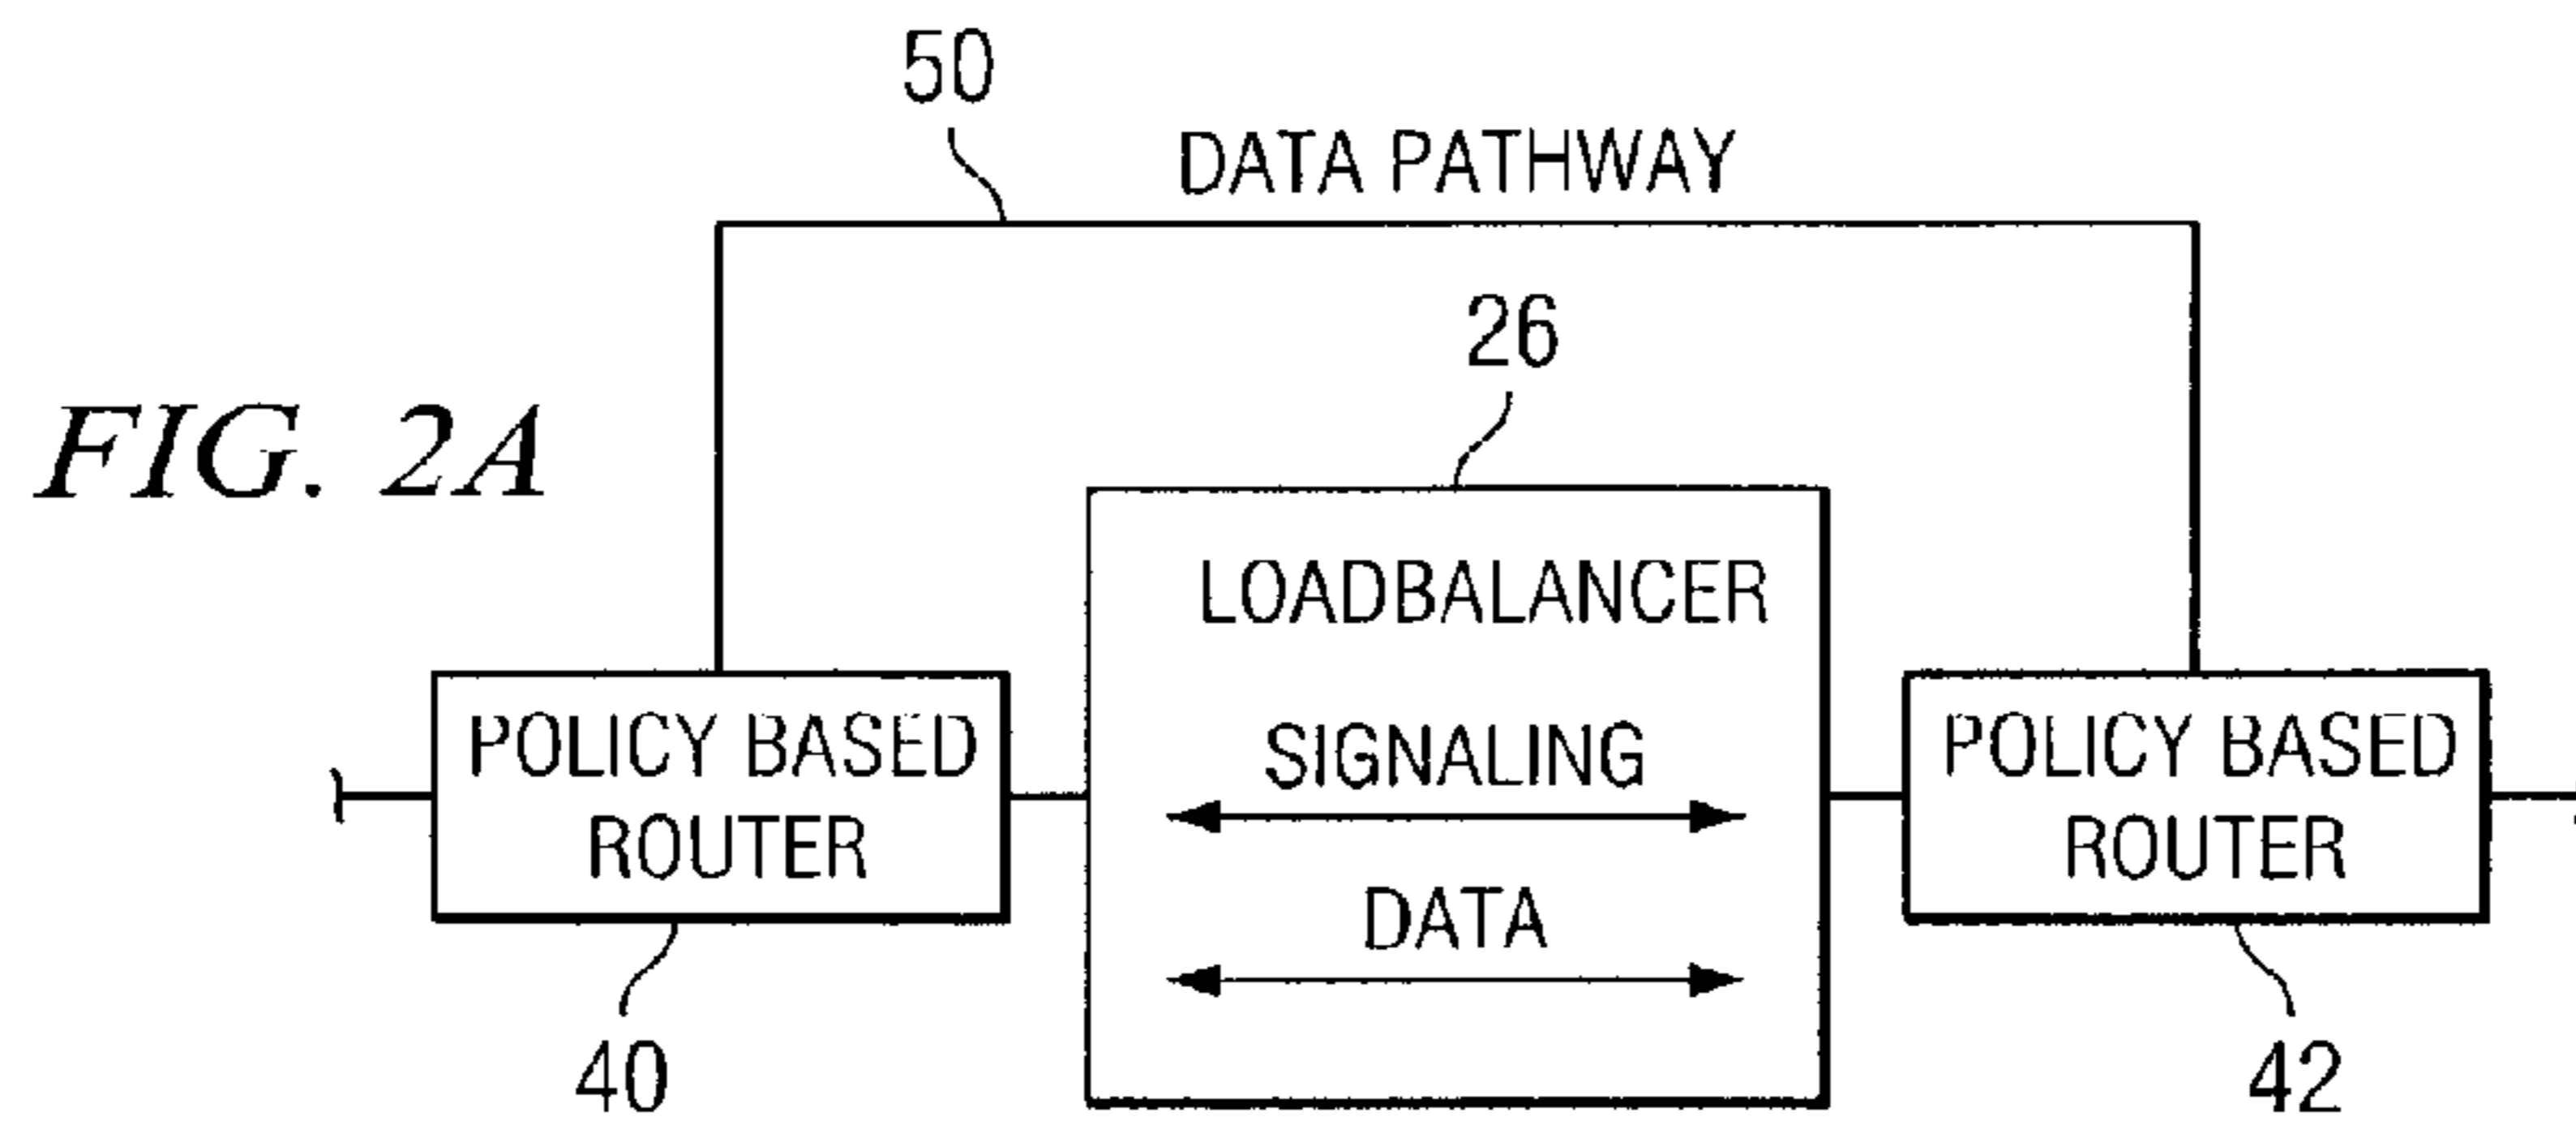 50
DATA PATHWAY
26
FIG. 2A
LOADBALANCER
POLICY BASED
ROUTER
SIGNALING
DATA
POLICY BASED
ROUTER
40
42